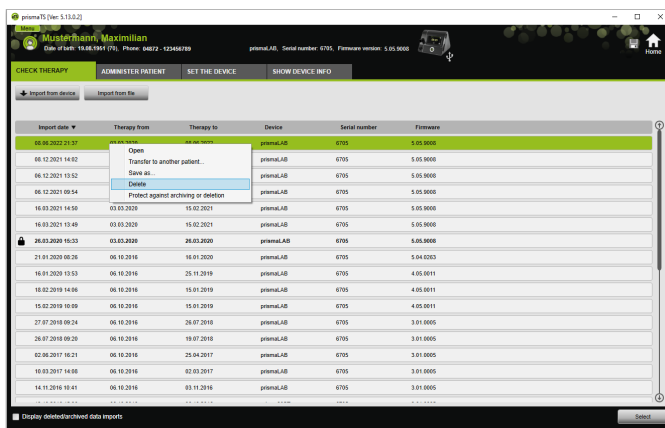 prismaTS [Ver: 5.13.0.2]
Menu
Mustermann, Maximilian
Date of birth: 19.08.1951 (70), Phone: 04872 - 123456789
prismaLAB, Serial number: 6705, Firmware version: 5.05.9008
Home
CHECK THERAPY ADMINISTER PATIENT SET THE DEVICE SHOW DEVICE INFO
Import from device Import from file
Import date ▼ Therapy from Therapy to Device Serial number Firmware
08.06.2022 21:37 03.03.2020 08.06.2022 prismaLAB 6705 5.05.9008
Open
08.12.2021 14:02 prismaLAB 6705 5.05.9008
Transfer to another patient...
Save as...
06.12.2021 13:52 prismaLAB 6705 5.05.9008
Delete
06.12.2021 09:54 prismaLAB 6705 5.05.9008
Protect against archiving or deletion
16.03.2021 14:50 03.03.2020 15.02.2021 prismaLAB 6705 5.05.9008
16.03.2021 13:49 03.03.2020 15.02.2021 prismaLAB 6705 5.05.9008
26.03.2020 15:33 03.03.2020 26.03.2020 prismaLAB 6705 5.05.9008
21.01.2020 08:26 06.10.2016 16.01.2020 prismaLAB 6705 5.04.0263
16.01.2020 13:53 06.10.2016 25.11.2019 prismaLAB 6705 4.05.0011
18.02.2019 14:06 06.10.2016 15.01.2019 prismaLAB 6705 4.05.0011
15.02.2019 10:09 06.10.2016 15.01.2019 prismaLAB 6705 4.05.0011
27.07.2018 09:24 06.10.2016 26.07.2018 prismaLAB 6705 3.01.0005
26.07.2018 09:20 06.10.2016 19.07.2018 prismaLAB 6705 3.01.0005
02.06.2017 16:21 06.10.2016 25.04.2017 prismaLAB 6705 3.01.0005
10.03.2017 14:08 06.10.2016 02.03.2017 prismaLAB 6705 3.01.0005
14.11.2016 10:41 06.10.2016 03.11.2016 prismaLAB 6705 3.01.0005
Display deleted/archived data imports
Select